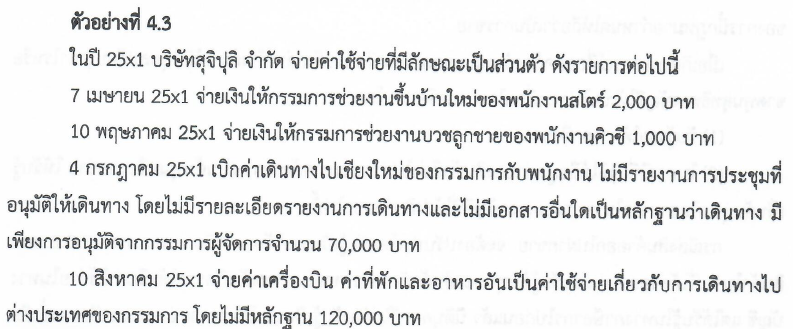 ตัวอย่างที่ 4.3
ในปี 25x1 บริษัทสุจิปุลิ จำกัด จ่ายค่าใช้จ่ายที่มีลักษณะเป็นส่วนตัว ดังรายการต่อไปนี้
7 เมษายน 25x1 จ่ายเงินให้กรรมการช่วยงานขึ้นบ้านใหม่ของพนักงานสโตร์ 2,000 บาท
10 พฤษภาคม 25x1 จ่ายเงินให้กรรมการช่วยงานบวชลูกชายของพนักงานคิวซี 1,000 บาท
4 กรกฎาคม 25x1 เบิกค่าเดินทางไปเชียงใหม่ของกรรมการกับพนักงาน ไม่มีรายงานการประชุมที่
อนุมัติให้เดินทาง โดยไม่มีรายละเอียดรายงานการเดินทางและไม่มีเอกสารอื่นใดเป็นหลักฐานว่าเดินทาง มี
เพียงการอนุมัติจากกรรมการผู้จัดการจำนวน 70,000 บาท
10 สิงหาคม 25x1 จ่ายค่าเครื่องบิน ค่าที่พักและอาหารอันเป็นค่าใช้จ่ายเกี่ยวกับการเดินทางไป
ต่างประเทศของกรรมการ โดยไม่มีหลักฐาน 120,000 บาท